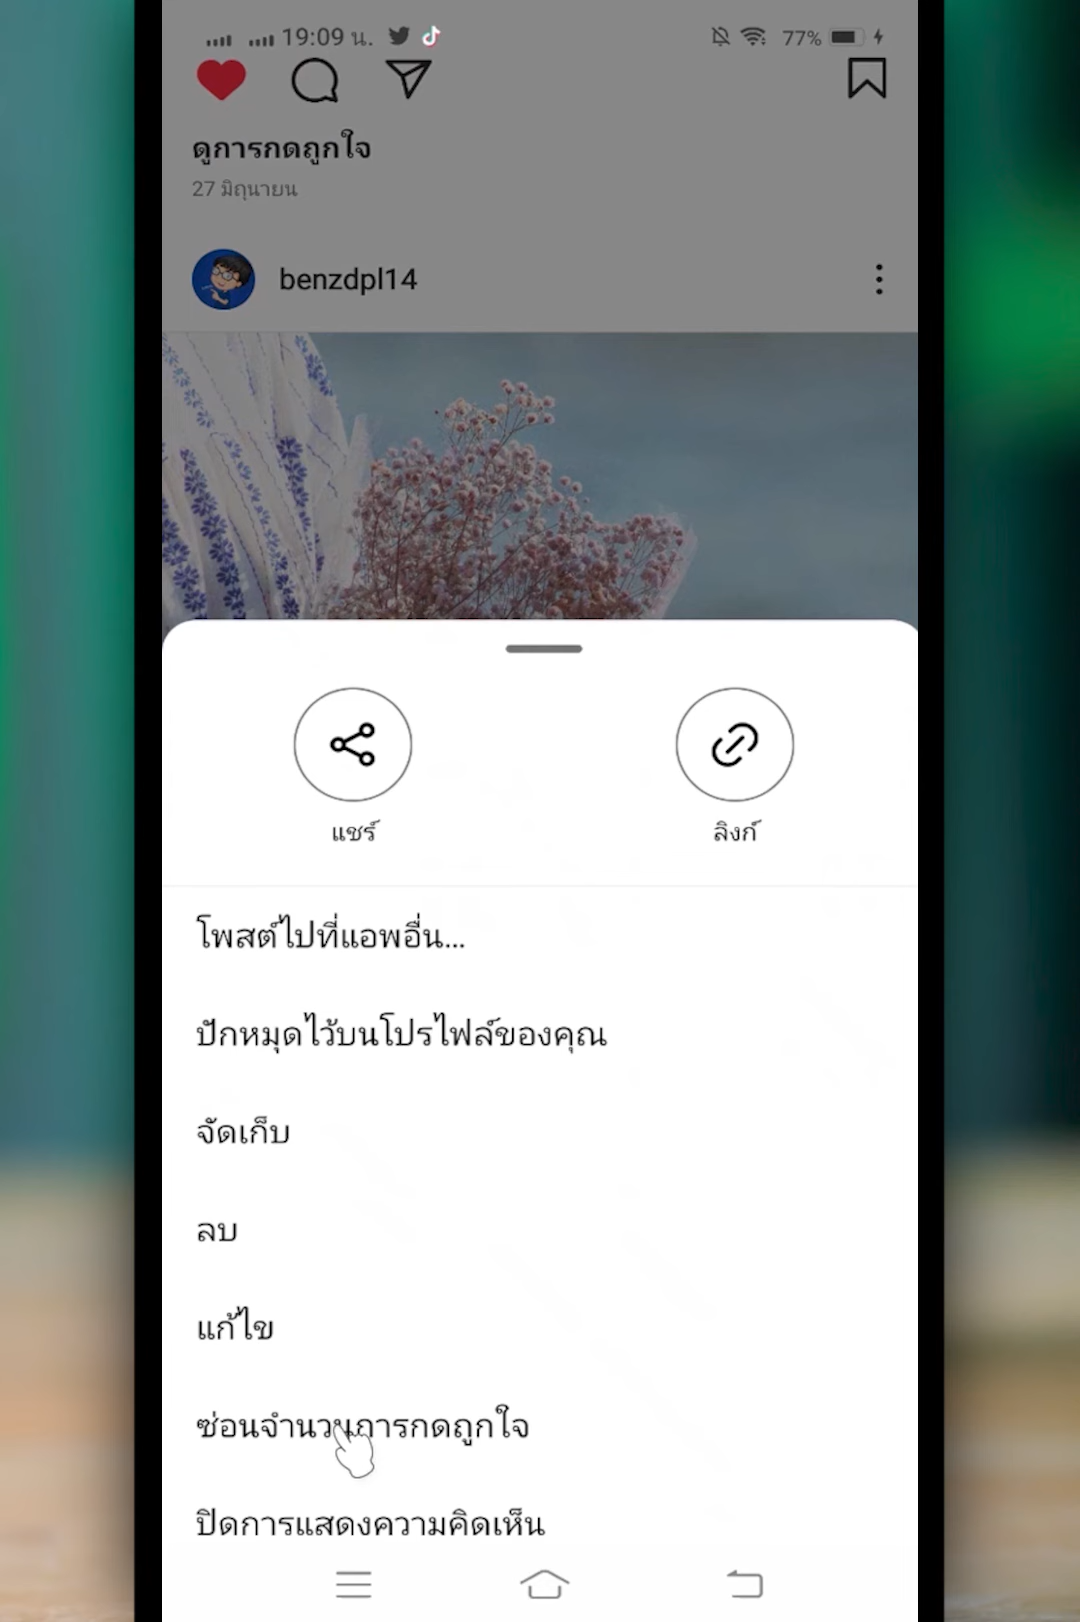 19:09 น.
77%
ดูการกดถูกใจ
27 มิถุนายน
benzdpl14
แชร์
ลิงก์
โพสต์ไปที่แอพอื่น...
ปักหมุดไว้บนโปรไฟล์ของคุณ
จัดเก็บ
ลบ
แก้ไข
ซ่อนจำนวนการกดถูกใจ
ปิดการแสดงความคิดเห็น